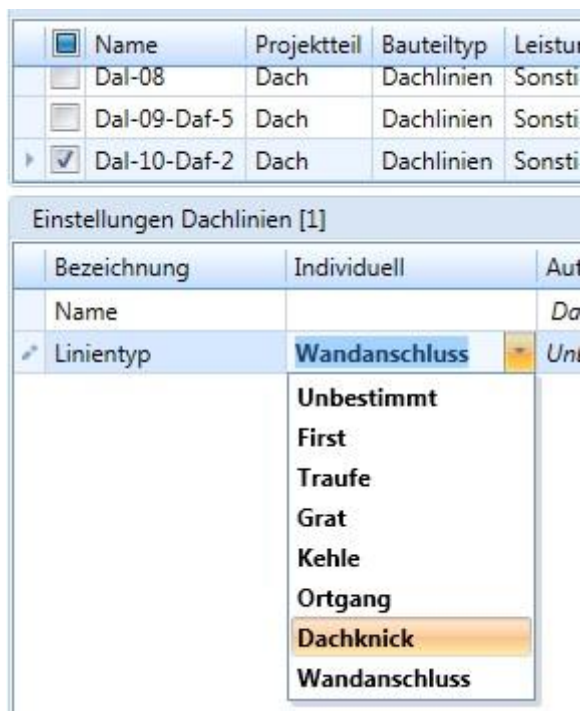 Name Projektteil Bauteiltyp
Dal-08 Dach Dachlinien
Dal-09-Daf-5 Dach Dachlinien
Dal-10-Daf-2 Dach Dachlinien
Einstellungen Dachlinien [1]
Bezeichnung Individuell
Name
Linientyp Wandanschluss
Unbestimmt
First
Traufe
Grat
Kehle
Ortgang
Dachknick
Wandanschluss